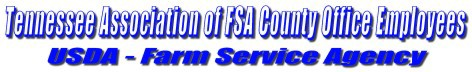 Tennessee Association of FSA County Office Employees
USDA - Farm Service Agency